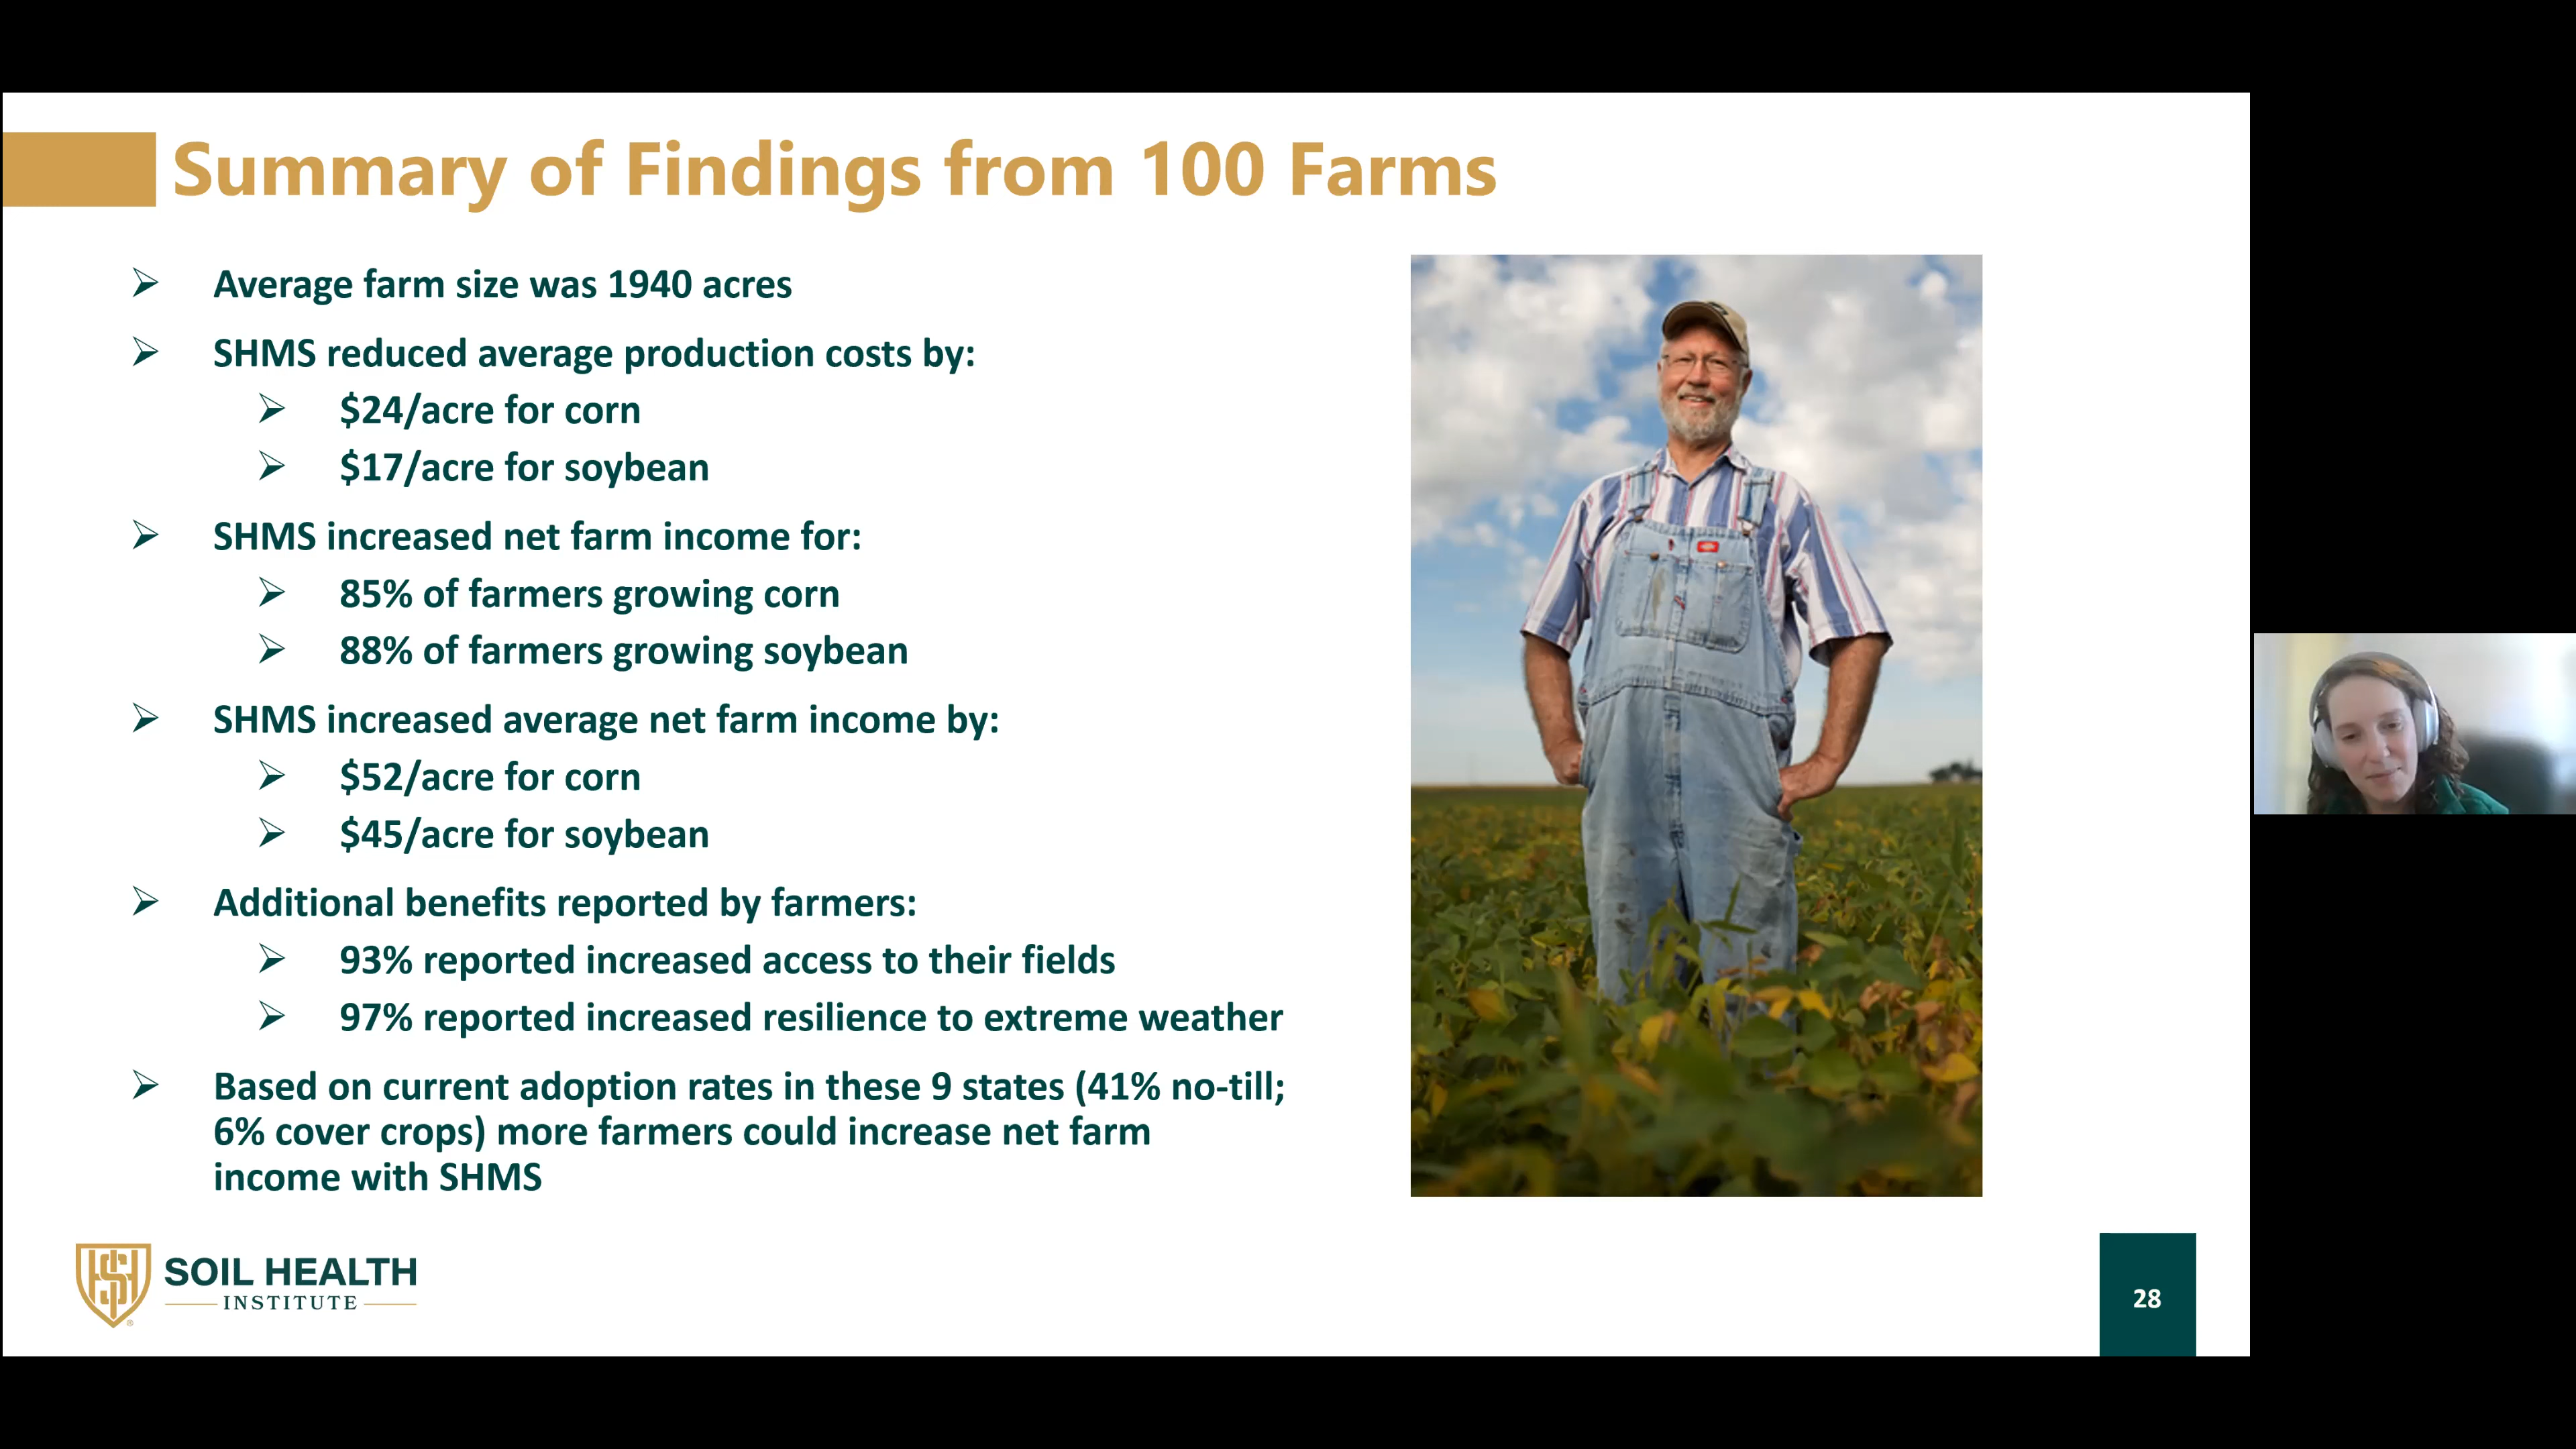 Summary of Findings from 100 Farms
Average farm size was 1940 acres
SHMS reduced average production costs by:
$24/acre for corn
$17/acre for soybean
SHMS increased net farm income for:
85% of farmers growing corn
88% of farmers growing soybean
SHMS increased average net farm income by:
$52/acre for corn
$45/acre for soybean
Additional benefits reported by farmers:
93% reported increased access to their fields
97% reported increased resilience to extreme weather
Based on current adoption rates in these 9 states (41% no-till;
6% cover crops) more farmers could increase net farm
income with SHMS
SOIL HEALTH
INSTITUTE
28